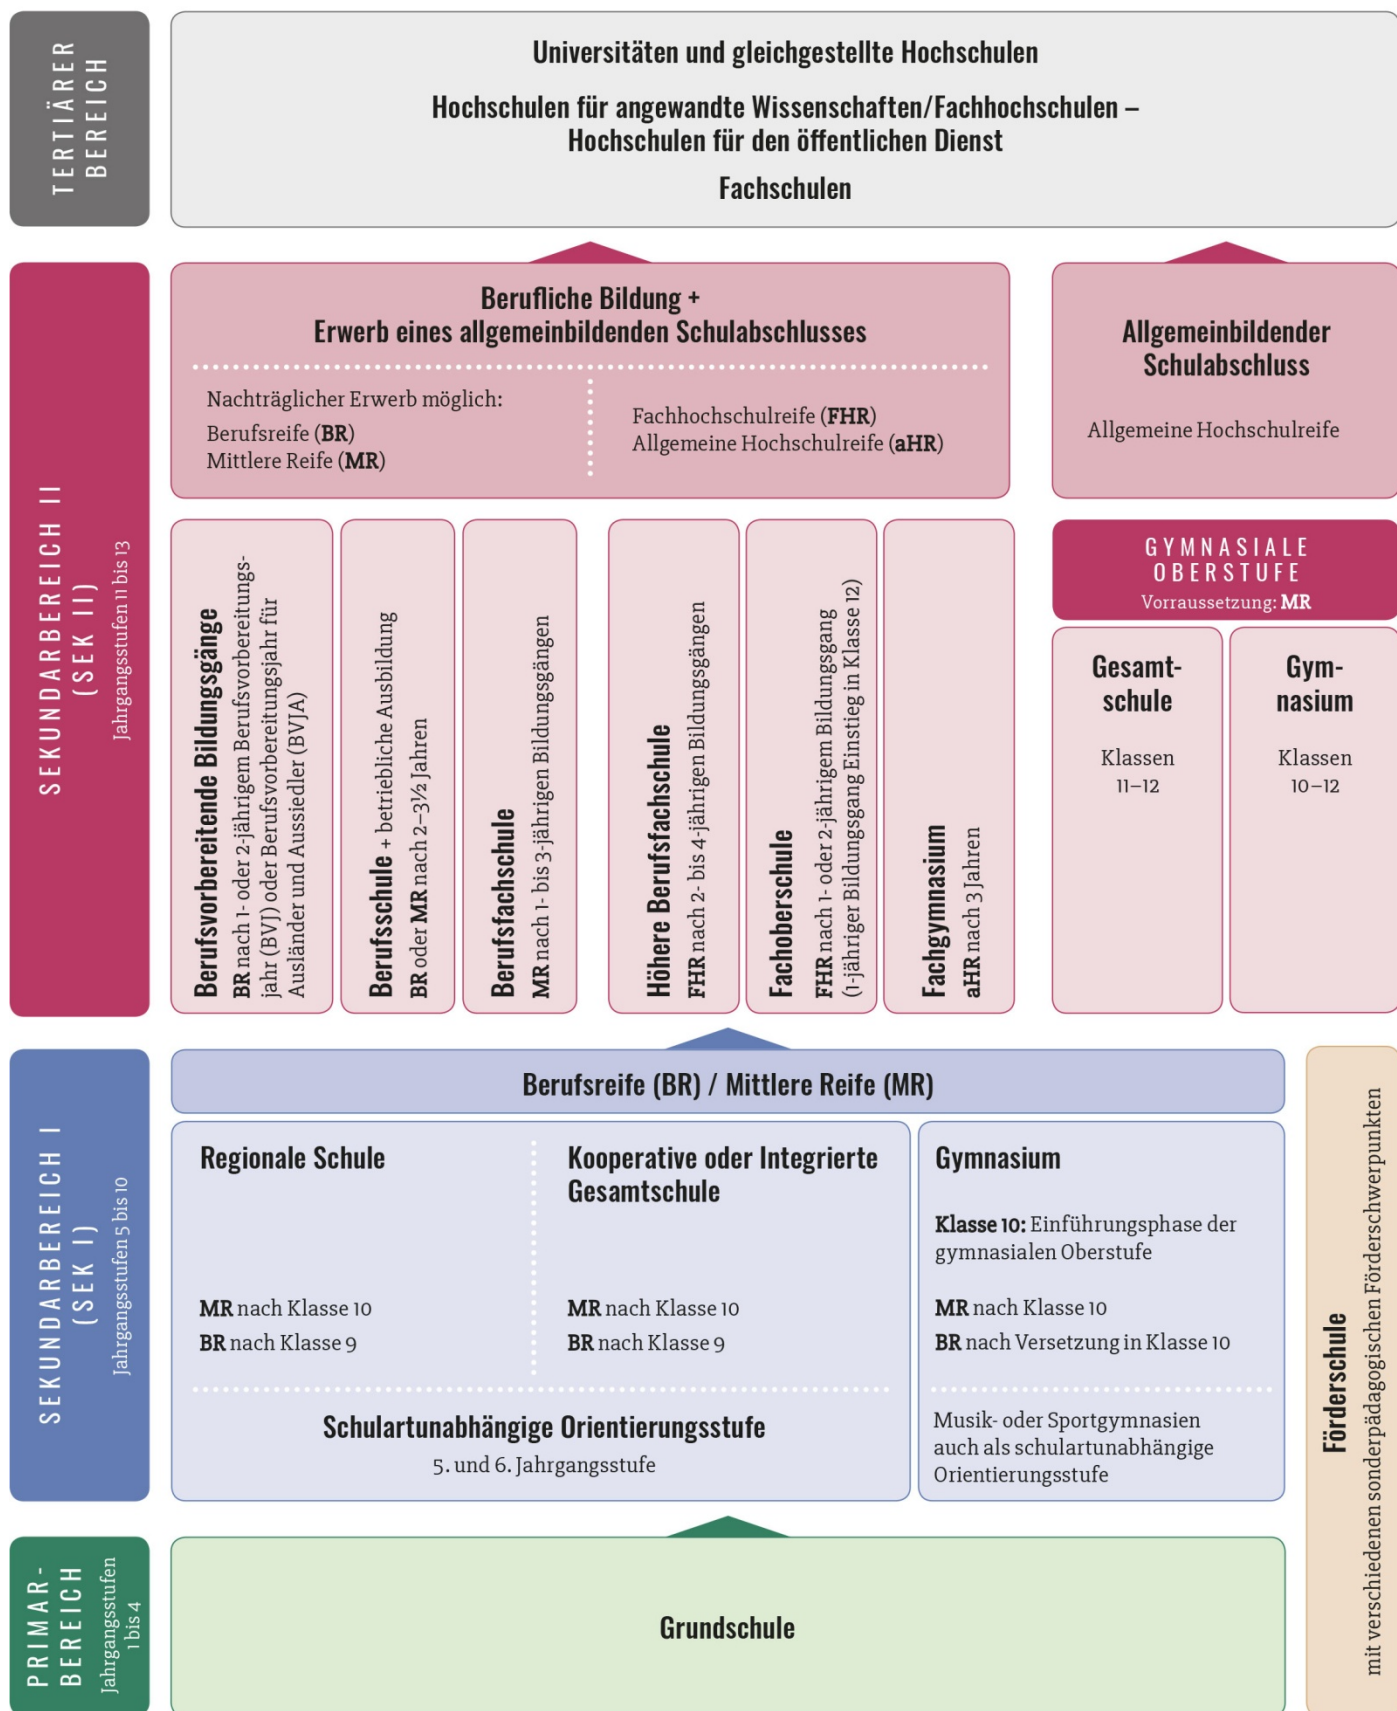 TERTIÄRER
BEREICH
Universitäten und gleichgestellte Hochschulen
Hochschulen für angewandte Wissenschaften/Fachhochschulen –
Hochschulen für den öffentlichen Dienst
Fachschulen
SEKUNDARBEREICH II
(SEK II)
Jahrgangsstufen 11 bis 13
Berufliche Bildung +
Erwerb eines allgemeinbildenden Schulabschlusses
Nachträglicher Erwerb möglich:
Berufsreife (BR)
Mittlere Reife (MR)
Fachhochschulreife (FHR)
Allgemeine Hochschulreife (aHR)
Allgemeinbildender
Schulabschluss
Allgemeine Hochschulreife
Berufsvorbereitende Bildungsgänge
BR nach 1- oder 2-jährigem Berufsvorbereitungs-
jahr (BVJ) oder Berufsvorbereitungsjahr für
Ausländer und Aussiedler (BVJA)
Berufsschule + betriebliche Ausbildung
BR oder MR nach 2–3½ Jahren
Berufsfachschule
MR nach 1- bis 3-jährigen Bildungsgängen
Höhere Berufsfachschule
FHR nach 2- bis 4-jährigen Bildungsgängen
Fachoberschule
FHR nach 1- oder 2-jährigem Bildungsgang
(1-jähriger Bildungsgang Einstieg in Klasse 12)
Fachgymnasium
aHR nach 3 Jahren
GYMNASIALE
OBERSTUFE
Vorraussetzung: MR
Gesamt-
schule
Klassen
11–12
Gym-
nasium
Klassen
10–12
SEKUNDARBEREICH I
(SEK I)
Jahrgangsstufen 5 bis 10
Berufsreife (BR) / Mittlere Reife (MR)
Regionale Schule
MR nach Klasse 10
BR nach Klasse 9
Kooperative oder Integrierte
Gesamtschule
MR nach Klasse 10
BR nach Klasse 9
Schulartunabhängige Orientierungsstufe
5. und 6. Jahrgangsstufe
Gymnasium
Klasse 10: Einführungsphase der
gymnasialen Oberstufe
MR nach Klasse 10
BR nach Versetzung in Klasse 10
Musik- oder Sportgymnasien
auch als schulartunabhängige
Orientierungsstufe
Förderschule
mit verschiedenen sonderpädagogischen Förderschwerpunkten
PRIMAR-
BEREICH
Jahrgangsstufen
1 bis 4
Grundschule